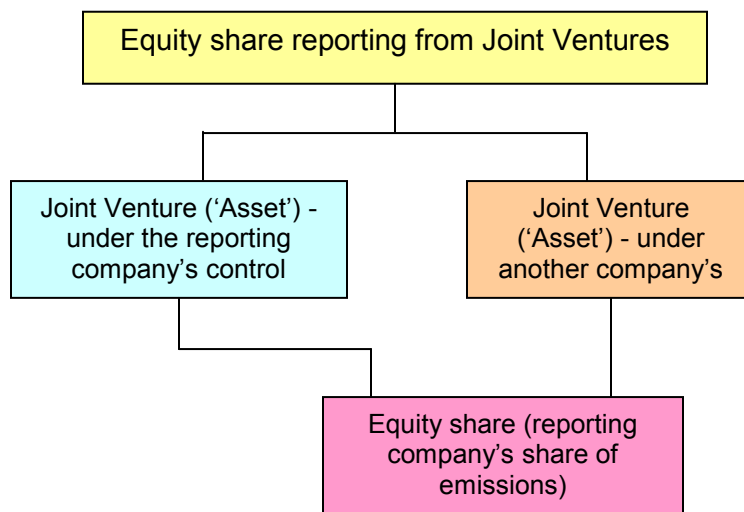 Equity share reporting from Joint Ventures
Joint Venture (‘Asset’) -
under the reporting
company’s control
Joint Venture
(‘Asset’) - under
another company’s
Equity share (reporting
company’s share of
emissions)